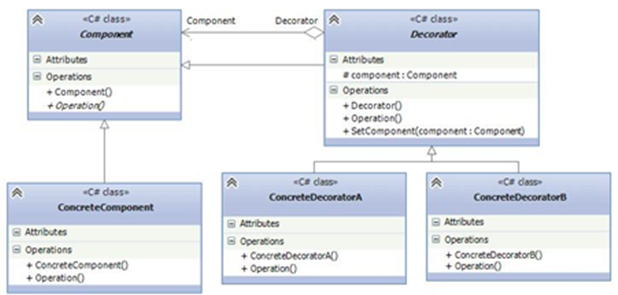 «C# class»
Component
Attributes
Operations
+ Component()
+ Operation()
Component
Decorator
«C# class»
Decorator
Attributes
# component : Component
Operations
+ Decorator()
+ Operation()
+ SetComponent(component : Component)
«C# class»
ConcreteComponent
Attributes
Operations
+ ConcreteComponent()
+ Operation()
«C# class»
ConcreteDecoratorA
Attributes
Operations
+ ConcreteDecoratorA()
+ Operation()
«C# class»
ConcreteDecoratorB
Attributes
Operations
+ ConcreteDecoratorB()
+ Operation()